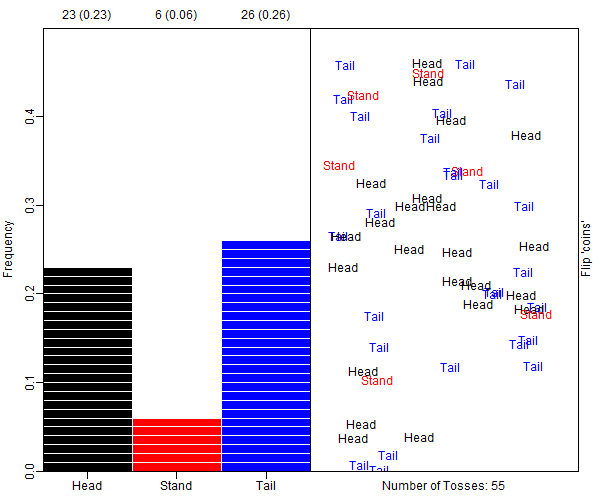 23 (0.23) 6 (0.06) 26 (0.26)
Frequency
0.4
0.3
0.2
0.1
0.0
Head Stand Tail
Tail Head Tail
Stand
Head Tail
Stand
Tail
Tail Tail
Head
Tail Head
Stand Tail Stand
Tail
Head Tail
Head
Head Head Tail
Tail
Head
Tail Head
Head Head Head
Head Tail
Head Head
Tail Tail Head
Head Tail
Head Stand
Tail
Tail Tail Tail
Head Tail Tail
Stand
Head
Head Head
Tail
Tail Tail
Number of Tosses: 55
Flip 'coins'